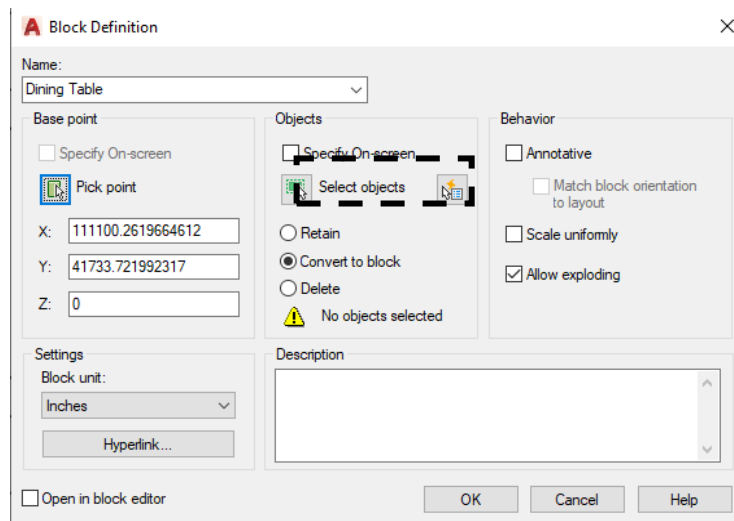 Block Definition
Name:
Dining Table
Base point
Specify On-screen
Pick point
X: 111100.2619664612
Y: 41733.721992317
Z: 0
Objects
Specify On-screen
Select objects
Retain
Convert to block
Delete
No objects selected
Behavior
Annotative
Match block orientation
to layout
Scale uniformly
Allow exploding
Settings
Block unit:
Inches
Hyperlink...
Description
Open in block editor
OK Cancel Help